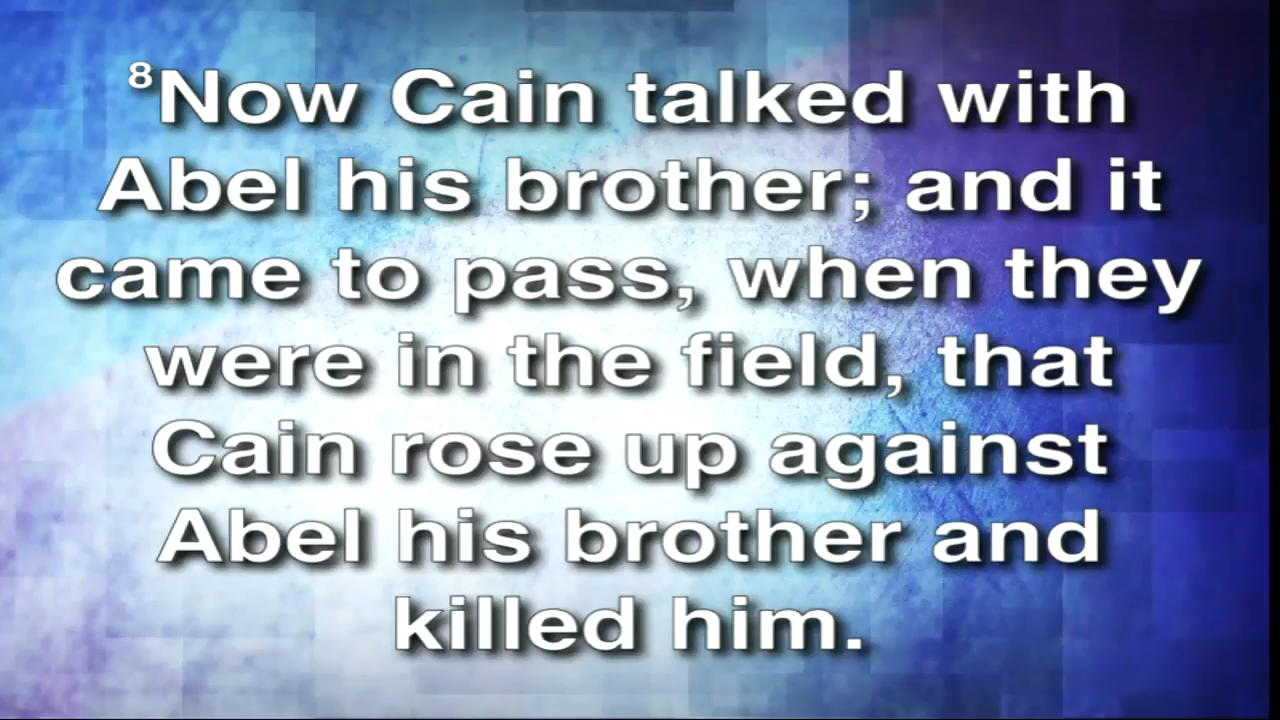 ⁸Now Cain talked with
Abel his brother; and it
came to pass, when they
were in the field, that
Cain rose up against
Abel his brother and
killed him.